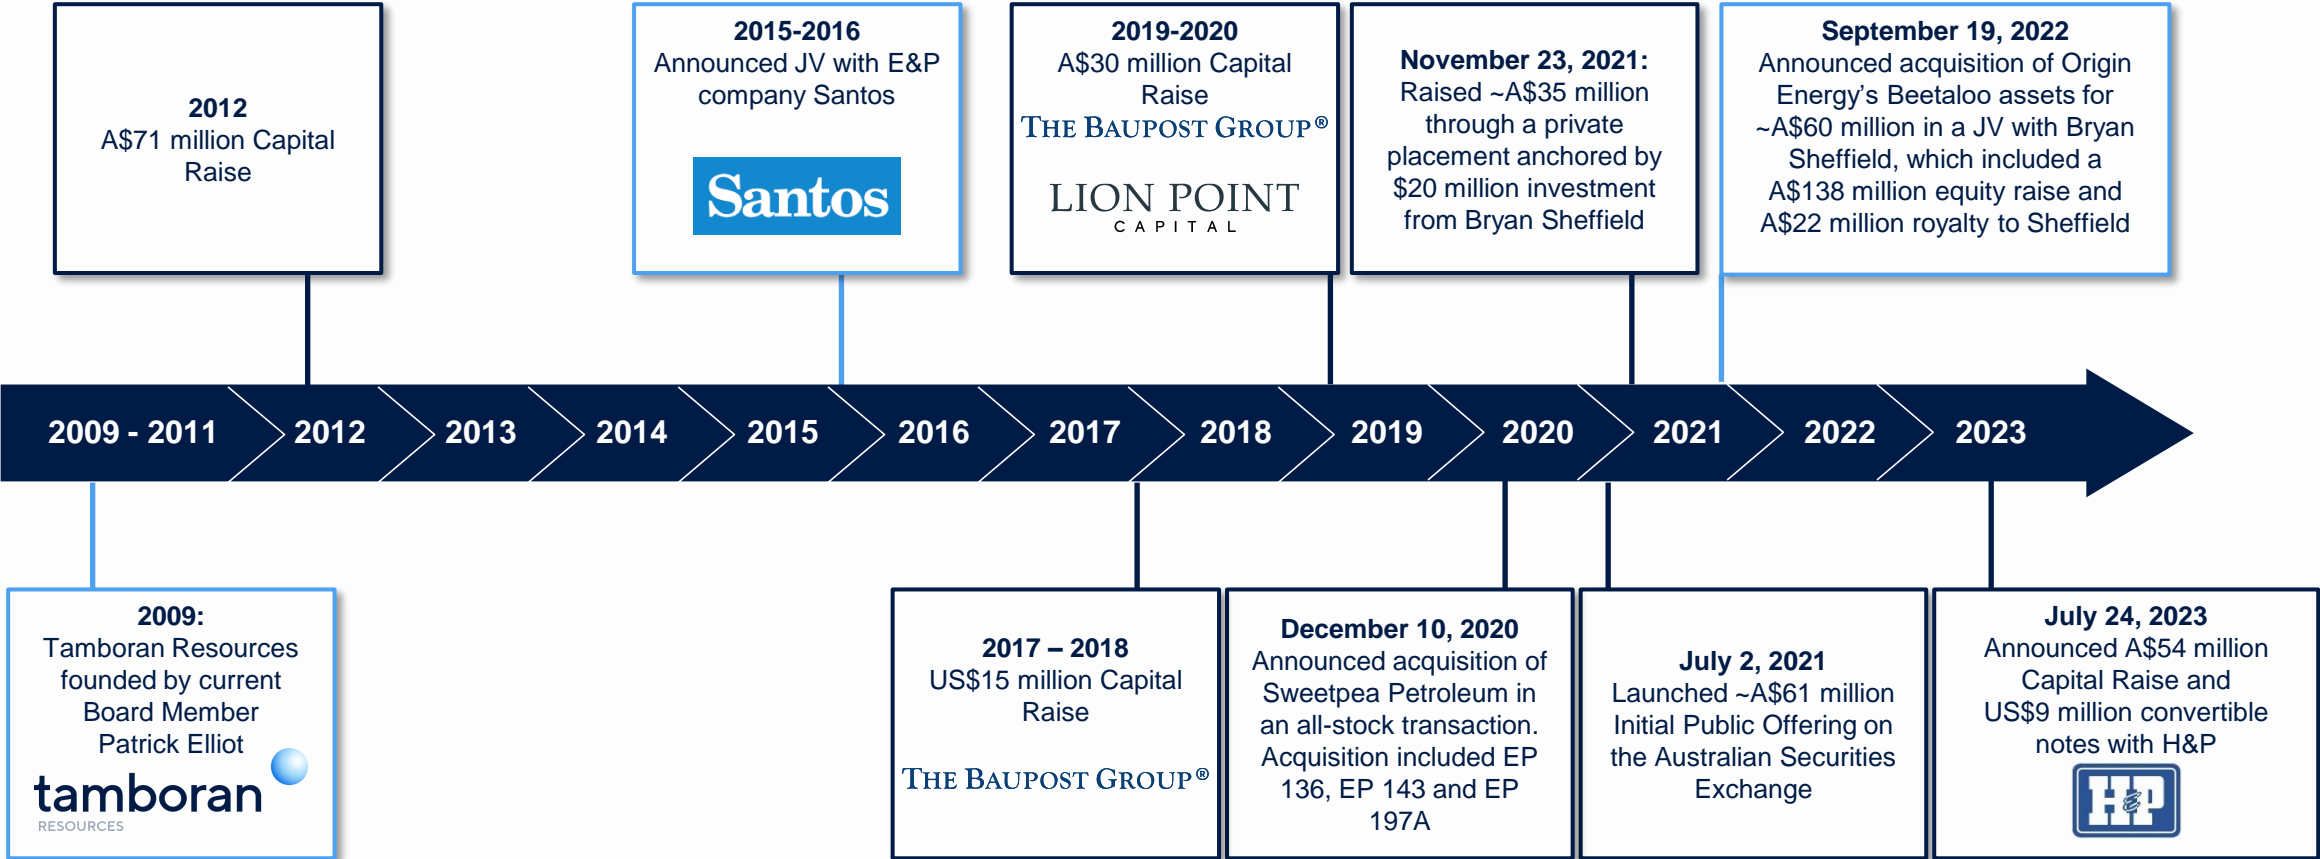 2012
A$71 million Capital
Raise
2015-2016
Announced JV with E&P
company Santos
Santos
2019-2020
A$30 million Capital
Raise
THE BAUPOST GROUP®
LION POINT
CAPITAL
November 23, 2021:
Raised ~A$35 million
through a private
placement anchored by
$20 million investment
from Bryan Sheffield
September 19, 2022
Announced acquisition of Origin
Energy’s Beetaloo assets for
~A$60 million in a JV with Bryan
Sheffield, which included a
A$138 million equity raise and
A$22 million royalty to Sheffield
2009 - 2011 2012 2013 2014 2015 2016 2017 2018 2019 2020 2021 2022 2023
2009:
Tamboran Resources
founded by current
Board Member
Patrick Elliot
tamboran
RESOURCES
2017 – 2018
US$15 million Capital
Raise
THE BAUPOST GROUP®
December 10, 2020
Announced acquisition of
Sweetpea Petroleum in
an all-stock transaction.
Acquisition included EP
136, EP 143 and EP
197A
July 2, 2021
Launched ~A$61 million
Initial Public Offering on
the Australian Securities
Exchange
July 24, 2023
Announced A$54 million
Capital Raise and
US$9 million convertible
notes with H&P
H&P